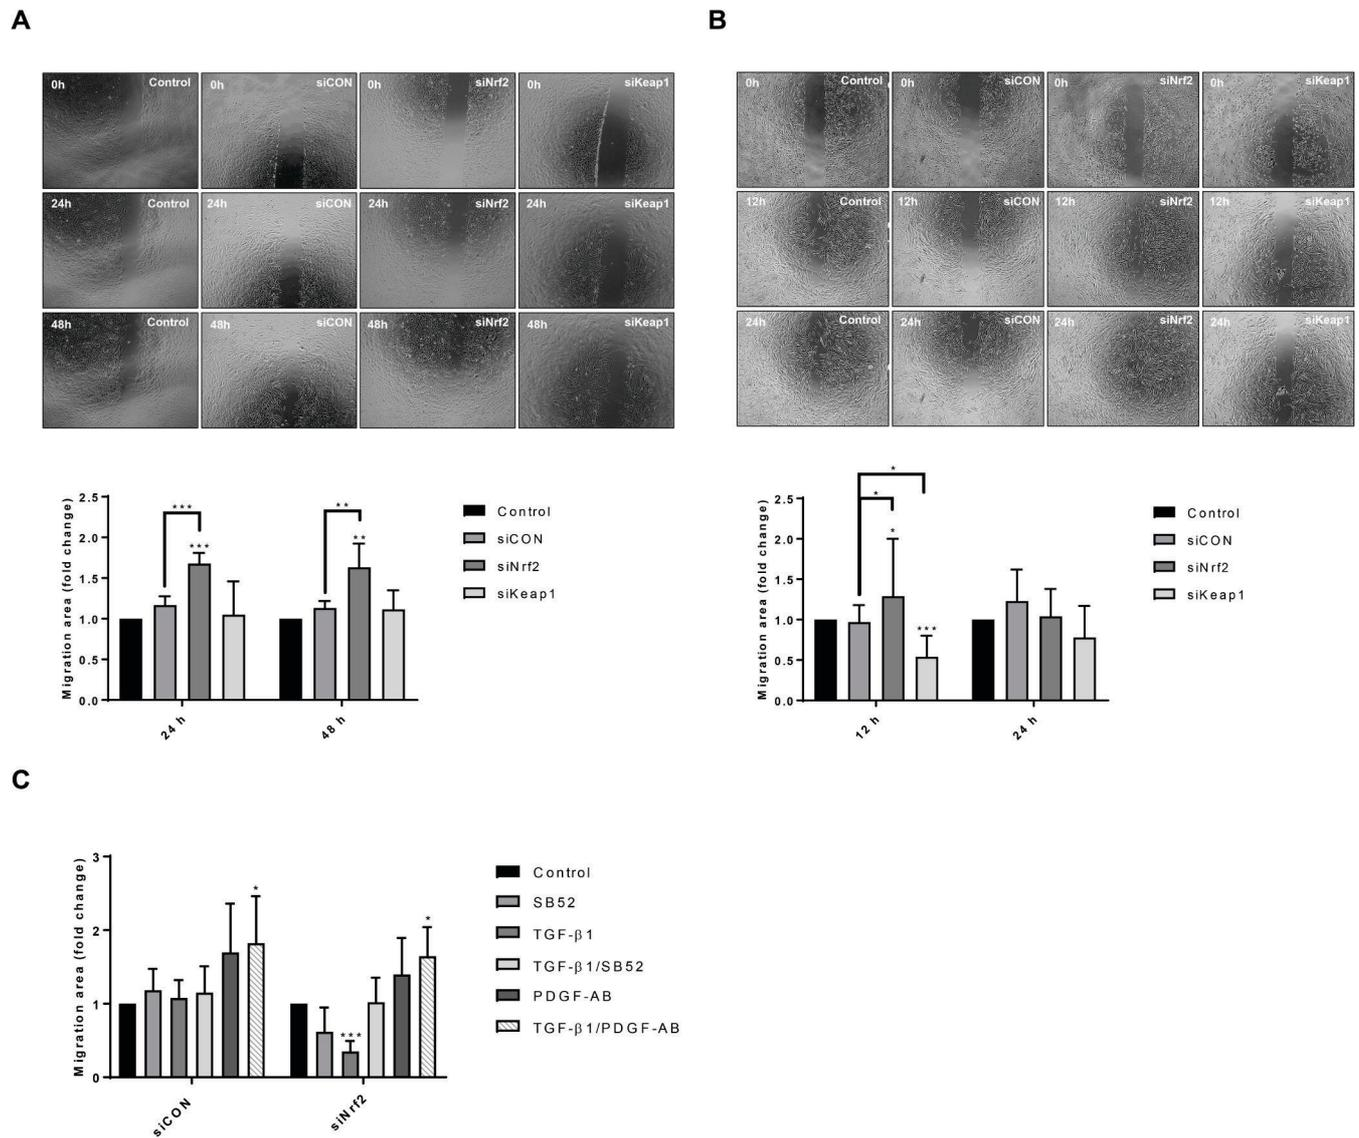 A
B
0h Control
0h siCON
0h siNrf2
0h siKeap1
24h Control
24h siCON
24h siNrf2
24h siKeap1
48h Control
48h siCON
48h siNrf2
48h siKeap1
0h Control
0h siCON
0h siNrf2
0h siKeap1
12h Control
12h siCON
12h siNrf2
12h siKeap1
24h Control
24h siCON
24h siNrf2
24h siKeap1
Migration area (fold change)
2.5
2.0
1.5
1.0
0.5
0.0
***
***
**
**
24 h
48 h
Control
siCON
siNrf2
siKeap1
Migration area (fold change)
2.5
2.0
1.5
1.0
0.5
0.0
*
*
*
***
12 h
24 h
Control
siCON
siNrf2
siKeap1
C
Migration area (fold change)
3
2
1
0
*
***
*
siCON
siNrf2
Control
SB52
TGF-β1
TGF-β1/SB52
PDGF-AB
TGF-β1/PDGF-AB